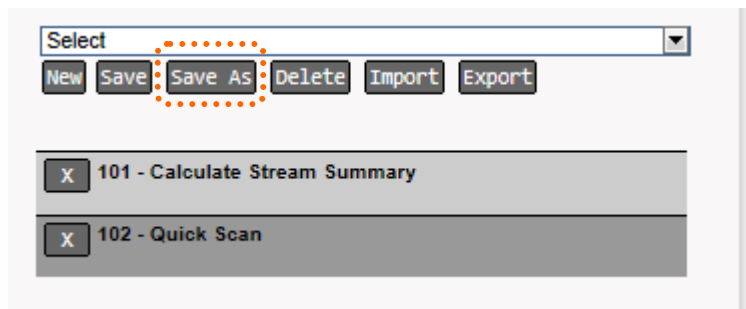 Select
New Save Save As Delete Import Export
X 101 - Calculate Stream Summary
X 102 - Quick Scan